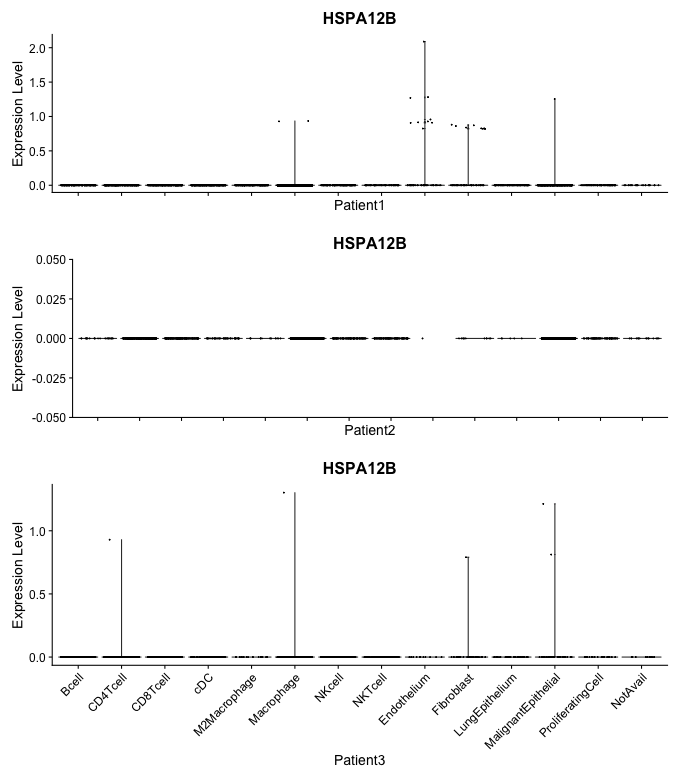 HSPA12B
Expression Level
2.0
1.5
1.0
0.5
0.0
Patient1
HSPA12B
Expression Level
0.050
0.025
0.000
-0.025
-0.050
Patient2
HSPA12B
Expression Level
1.0
0.5
0.0
Bcell
CD4Tcell
CD8Tcell
cDC
M2Macrophage
Macrophage
NKcell
NKTcell
Endothelium
Fibroblast
LungEpithelium
MalignantEpithelial
ProliferatingCell
NotAvail
Patient3